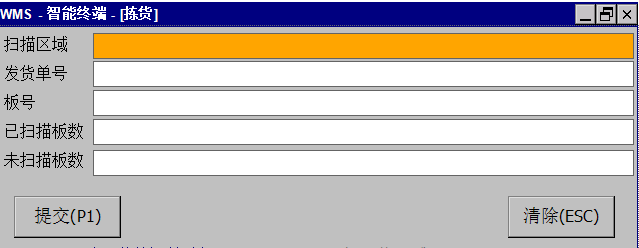 WMS - 智能终端 - [拣货]
扫描区域
发货单号
板号
已扫描板数
未扫描板数
提交(P1)
清除(ESC)